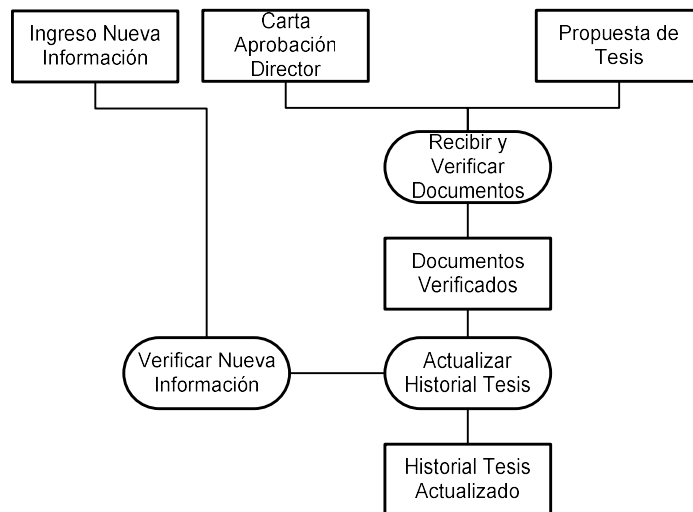 Ingreso Nueva
Información
Carta
Aprobación
Director
Propuesta de
Tesis
Recibir y
Verificar
Documentos
Documentos
Verificados
Verificar Nueva
Información
Actualizar
Historial Tesis
Historial Tesis
Actualizado